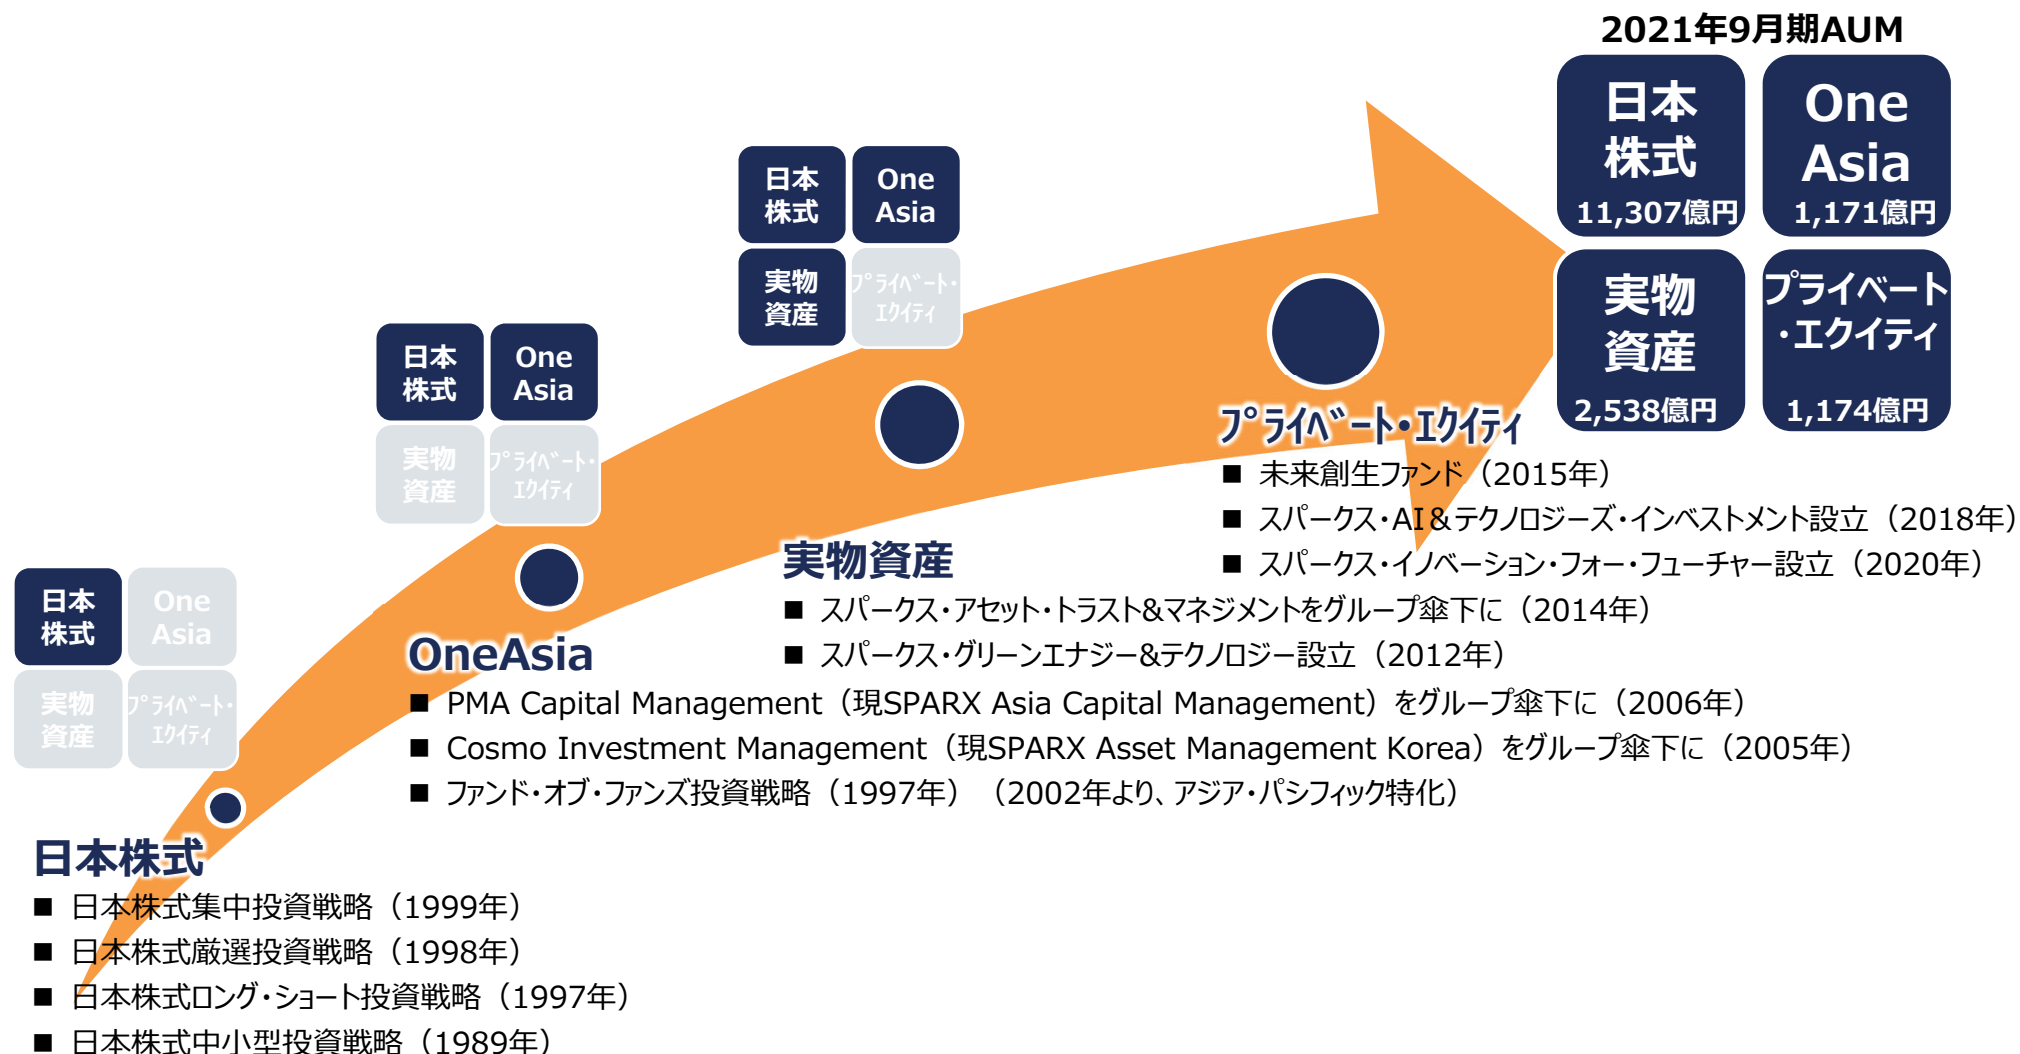 2021年9月期AUM
日本
株式
11,307億円
One
Asia
1,171億円
実物
資産
2,538億円
プライベート
・エクイティ
1,174億円
日本
株式
One
Asia
実物
資産
ﾌﾟﾗｲﾍﾞｰﾄ・
ｴｸｲﾃｨ
日本
株式
One
Asia
実物
資産
ﾌﾟﾗｲﾍﾞｰﾄ・
ｴｸｲﾃｨ
日本
株式
One
Asia
実物
資産
ﾌﾟﾗｲﾍﾞｰﾄ・
ｴｸｲﾃｨ
ﾌﾟﾗｲﾍﾞｰﾄ・ｴｸｲﾃｨ
■ 未来創生ファンド（2015年）
■ スパークス・AI＆テクノロジーズ・インベストメント設立（2018年）
■ スパークス・イノベーション・フォー・フューチャー設立（2020年）
実物資産
■ スパークス・アセット・トラスト&マネジメントをグループ傘下に（2014年）
■ スパークス・グリーンエナジー&テクノロジー設立（2012年）
OneAsia
■ PMA Capital Management（現SPARX Asia Capital Management）をグループ傘下に（2006年）
■ Cosmo Investment Management（現SPARX Asset Management Korea）をグループ傘下に（2005年）
■ ファンド・オブ・ファンズ投資戦略（1997年）（2002年より、アジア・パシフィック特化）
日本株式
■ 日本株式集中投資戦略（1999年）
■ 日本株式厳選投資戦略（1998年）
■ 日本株式ロング・ショート投資戦略（1997年）
■ 日本株式中小型投資戦略（1989年）